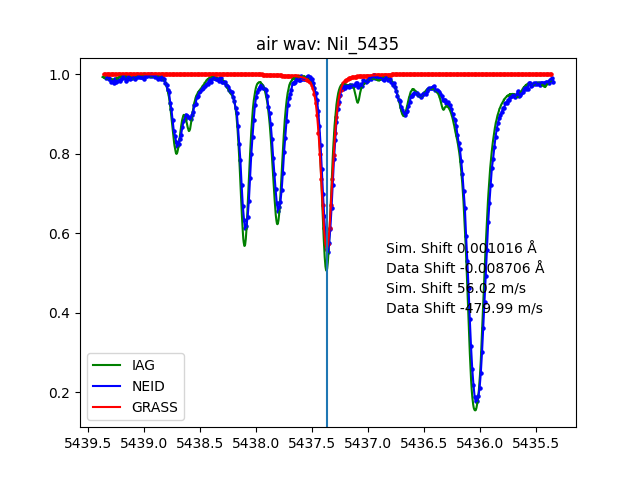 air wav: NiI_5435
1.0
0.8
0.6
0.4
0.2
Sim. Shift 0.001016 Å
Data Shift -0.008706 Å
Sim. Shift 56.02 m/s
Data Shift -479.99 m/s
IAG
NEID
GRASS
5439.5 5439.0 5438.5 5438.0 5437.5 5437.0 5436.5 5436.0 5435.5